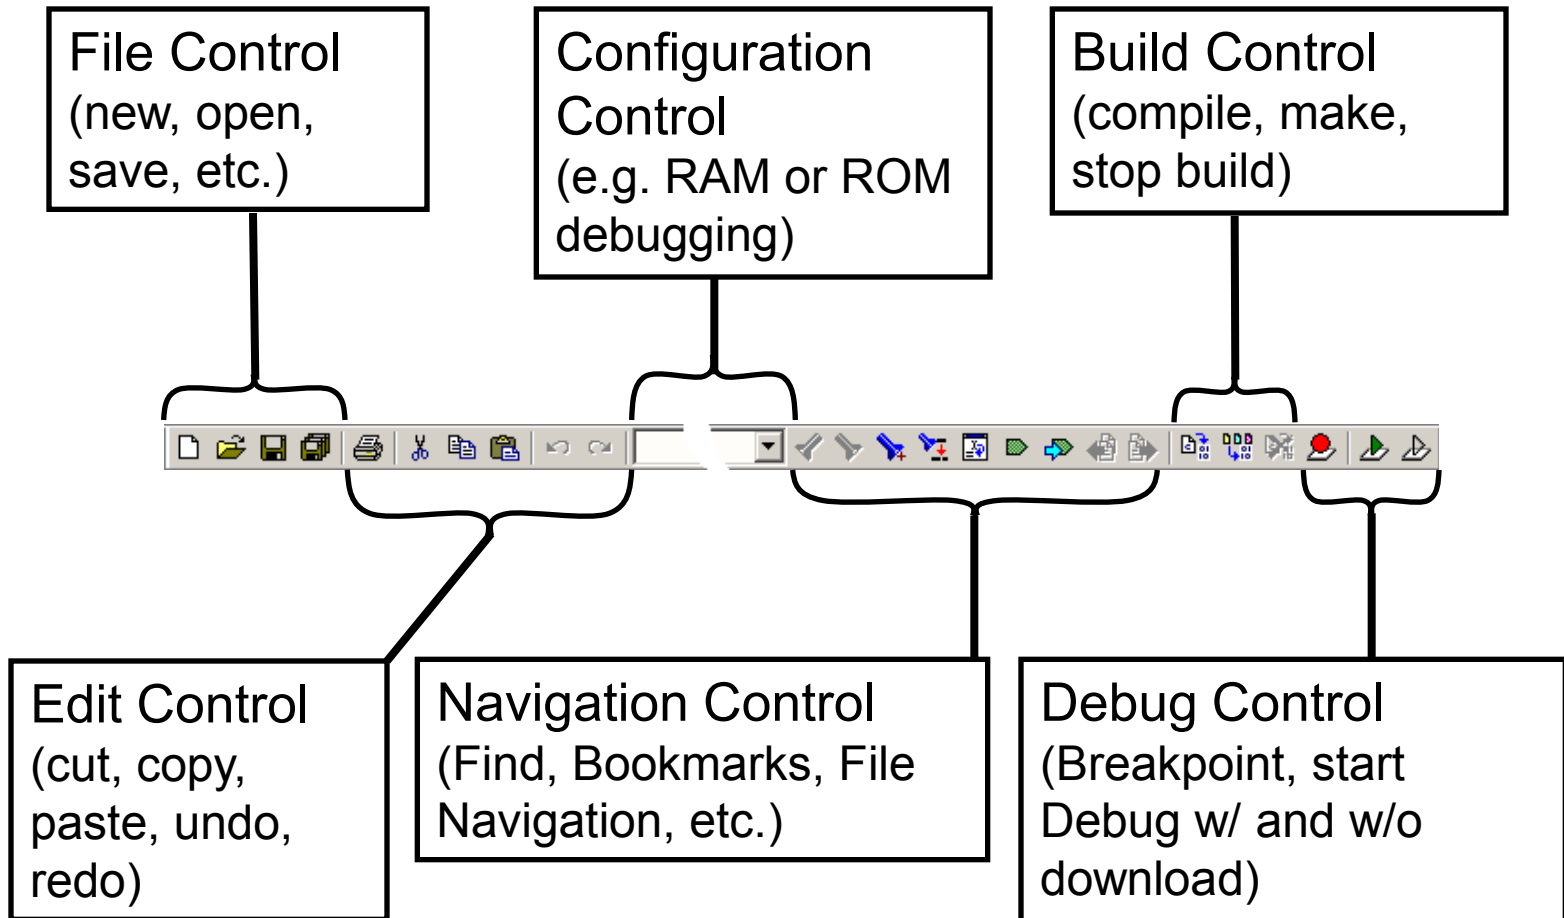 File Control
(new, open,
save, etc.)
Configuration
Control
(e.g. RAM or ROM
debugging)
Build Control
(compile, make,
stop build)
Edit Control
(cut, copy,
paste, undo,
redo)
Navigation Control
(Find, Bookmarks, File
Navigation, etc.)
Debug Control
(Breakpoint, start
Debug w/ and w/o
download)